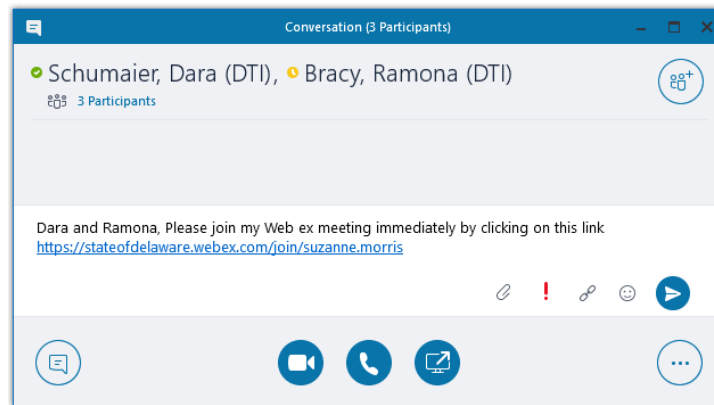 Conversation (3 Participants)
Schumaier, Dara (DTI), Bracy, Ramona (DTI)
3 Participants
Dara and Ramona, Please join my Web ex meeting immediately by clicking on this link
https://stateofdelaware.webex.com/join/suzanne.morris